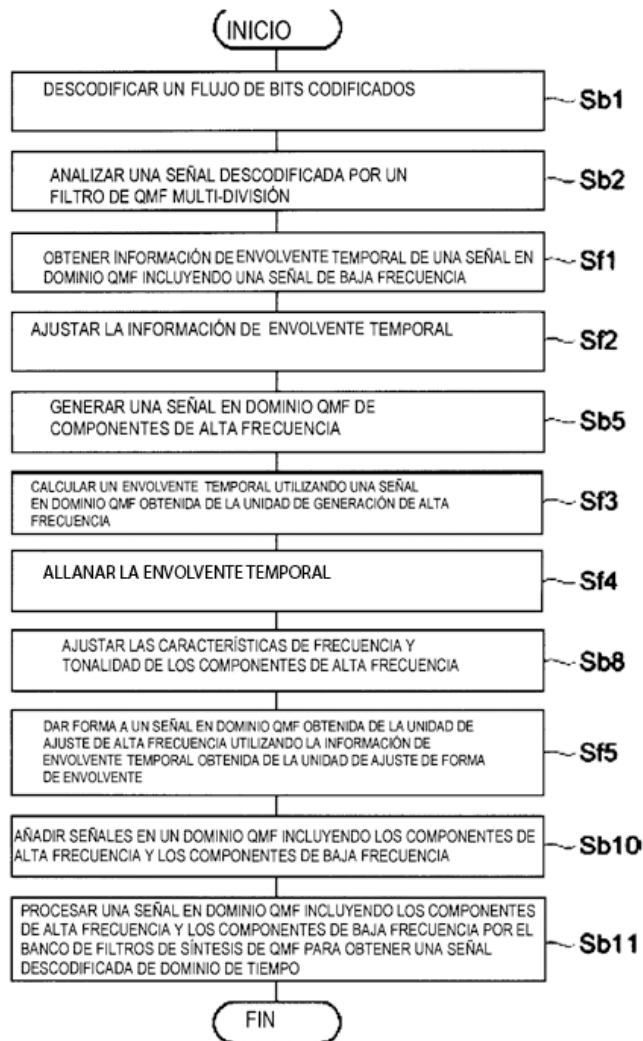 INICIO
DESCODIFICAR UN FLUJO DE BITS CODIFICADOS
Sb1
ANALIZAR UNA SEÑAL DESCODIFICADA POR UN
FILTRO DE QMF MULTI-DIVISIÓN
Sb2
OBTENER INFORMACIÓN DE ENVOLVENTE TEMPORAL DE UNA SEÑAL EN
DOMINIO QMF INCLUYENDO UNA SEÑAL DE BAJA FRECUENCIA
Sf1
AJUSTAR LA INFORMACIÓN DE ENVOLVENTE TEMPORAL
Sf2
GENERAR UNA SEÑAL EN DOMINIO QMF DE
COMPONENTES DE ALTA FRECUENCIA
Sb5
CALCULAR UN ENVOLVENTE TEMPORAL UTILIZANDO UNA SEÑAL
EN DOMINIO QMF OBTENIDA DE LA UNIDAD DE GENERACIÓN DE ALTA
FRECUENCIA
Sf3
ALLANAR LA ENVOLVENTE TEMPORAL
Sf4
AJUSTAR LAS CARACTERÍSTICAS DE FRECUENCIA Y
TONALIDAD DE LOS COMPONENTES DE ALTA FRECUENCIA
Sb8
DAR FORMA A UN SEÑAL EN DOMINIO QMF OBTENIDA DE LA UNIDAD DE
AJUSTE DE ALTA FRECUENCIA UTILIZANDO LA INFORMACIÓN DE
ENVOLVENTE TEMPORAL OBTENIDA DE LA UNIDAD DE AJUSTE DE FORMA
DE ENVOLVENTE
Sf5
AÑADIR SEÑALES EN UN DOMINIO QMF INCLUYENDO LOS COMPONENTES DE
ALTA FRECUENCIA Y LOS COMPONENTES DE BAJA FRECUENCIA
Sb10
PROCESAR UNA SEÑAL EN DOMINIO QMF INCLUYENDO LOS COMPONENTES
DE ALTA FRECUENCIA Y LOS COMPONENTES DE BAJA FRECUENCIA POR EL
BANCO DE FILTROS DE SÍNTESIS DE QMF PARA OBTENER UNA SEÑAL
DESCODIFICADA DE DOMINIO DE TIEMPO
Sb11
FIN